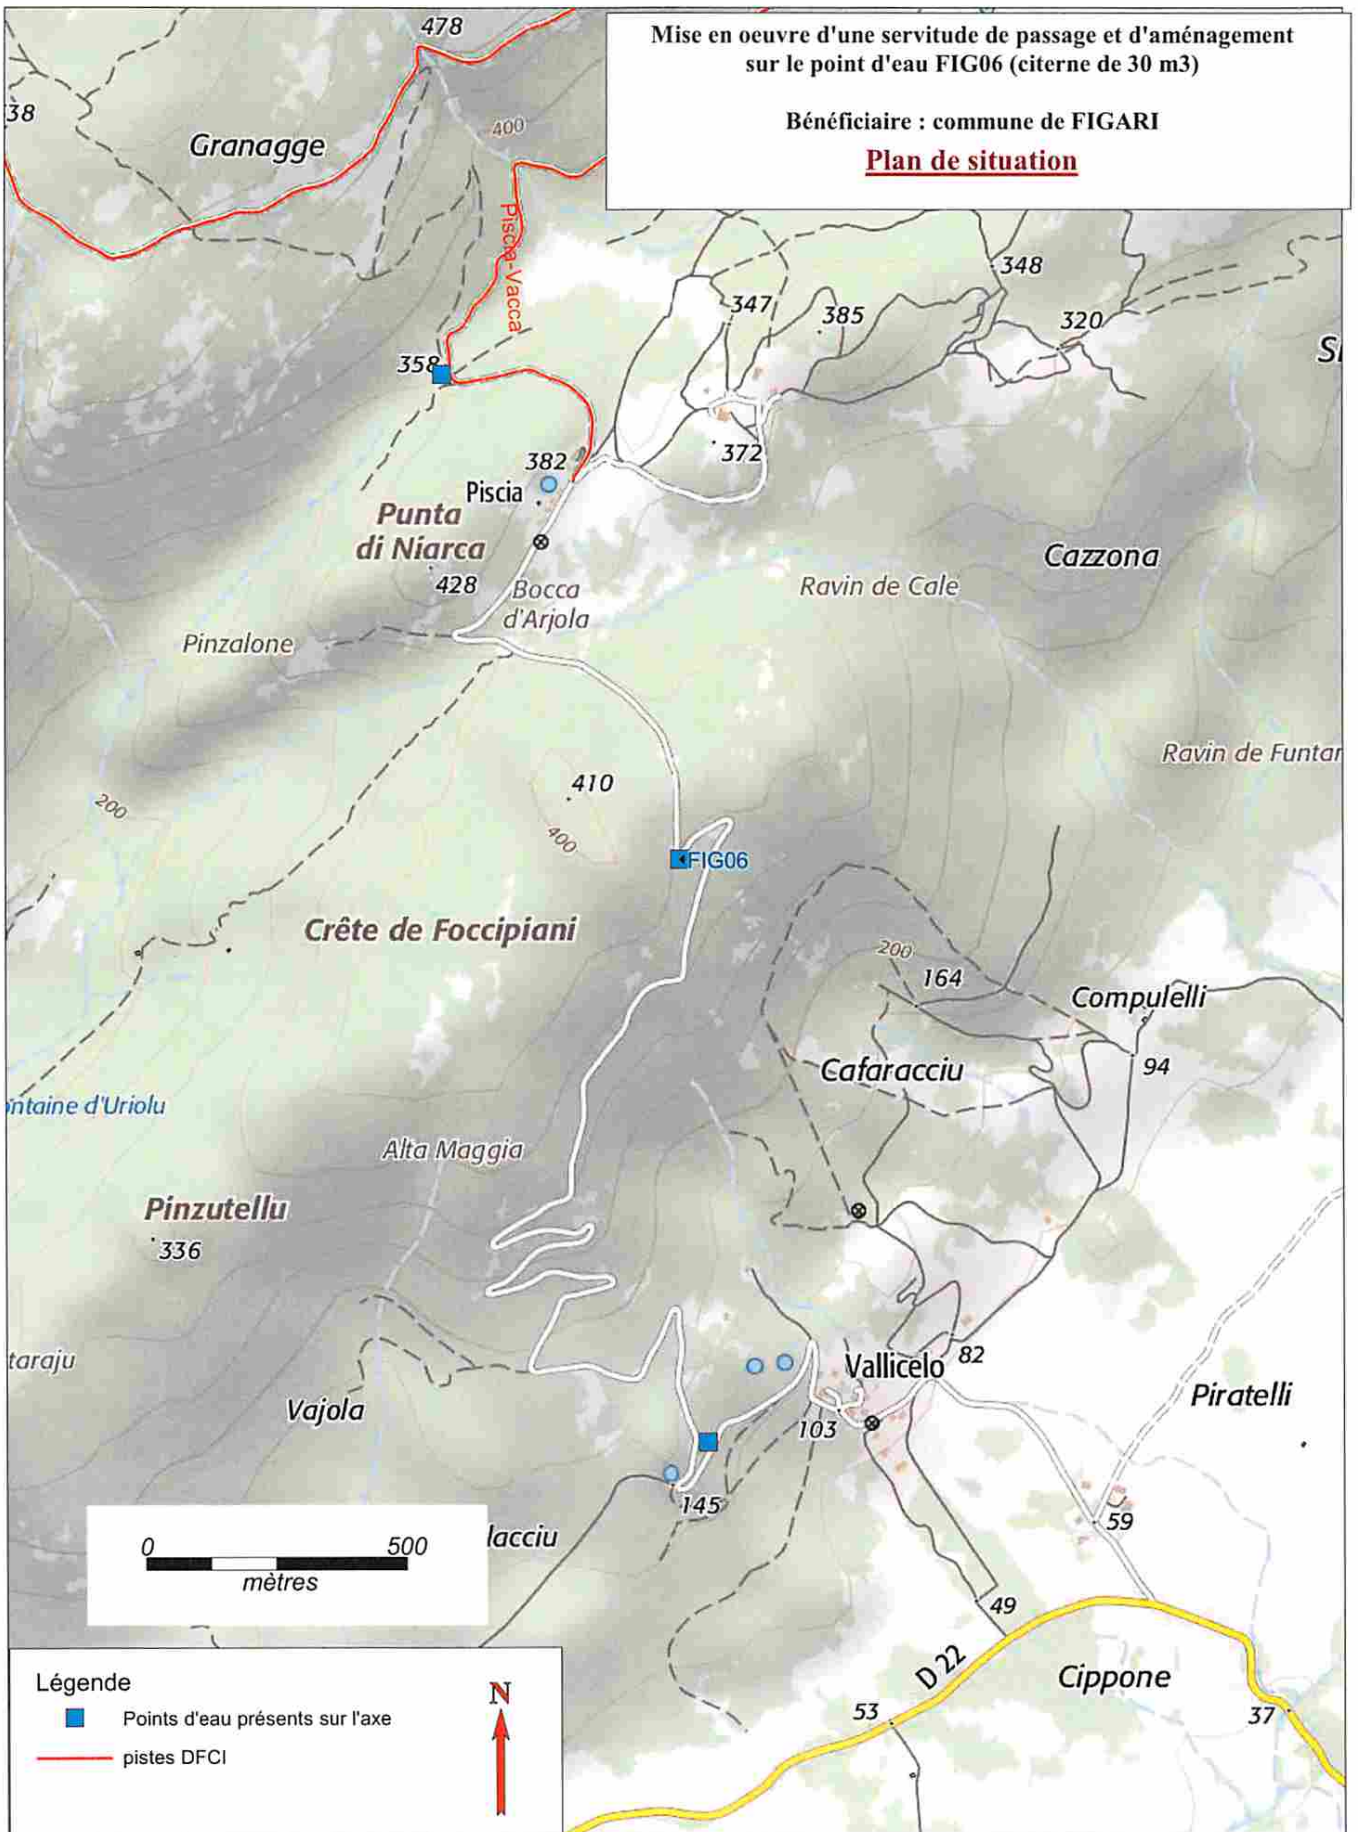 Mise en oeuvre d'une servitude de passage et d'aménagement
sur le point d'eau FIG06 (citerne de 30 m3)
Bénéficiaire : commune de FIGARI
Plan de situation
478
38
Granagge
400
Piscia-Vacca
348
347
385
320
358
372
382
Piscia
Punta
di Niarca
428
Bocca
d'Arjola
Cazzona
Ravin de Cale
Pinzalone
Ravin de Funtar
410
200
400
FIG06
Crête de Foccipiani
200
164
Compulelli
94
Cafaracciu
ontaine d'Uriolu
Alta Maggia
Pinzutellu
336
taraju
Vallicelo
82
Piratelli
Vajola
103
145
59
lacciu
0
500
mètres
49
D 22
Cippone
53
37
Légende
N
Points d'eau présents sur l'axe
pistes DFCI